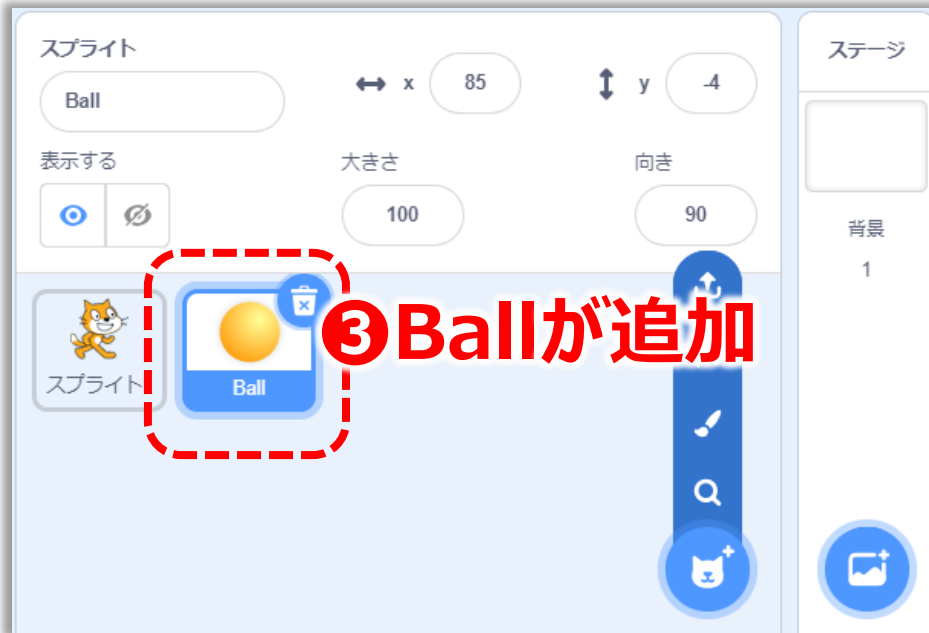 スプライト
ステージ
Ball
x
85
y
-4
表示する
大きさ
向き
100
90
背景
1
❸Ballが追加
スプライト
Ball